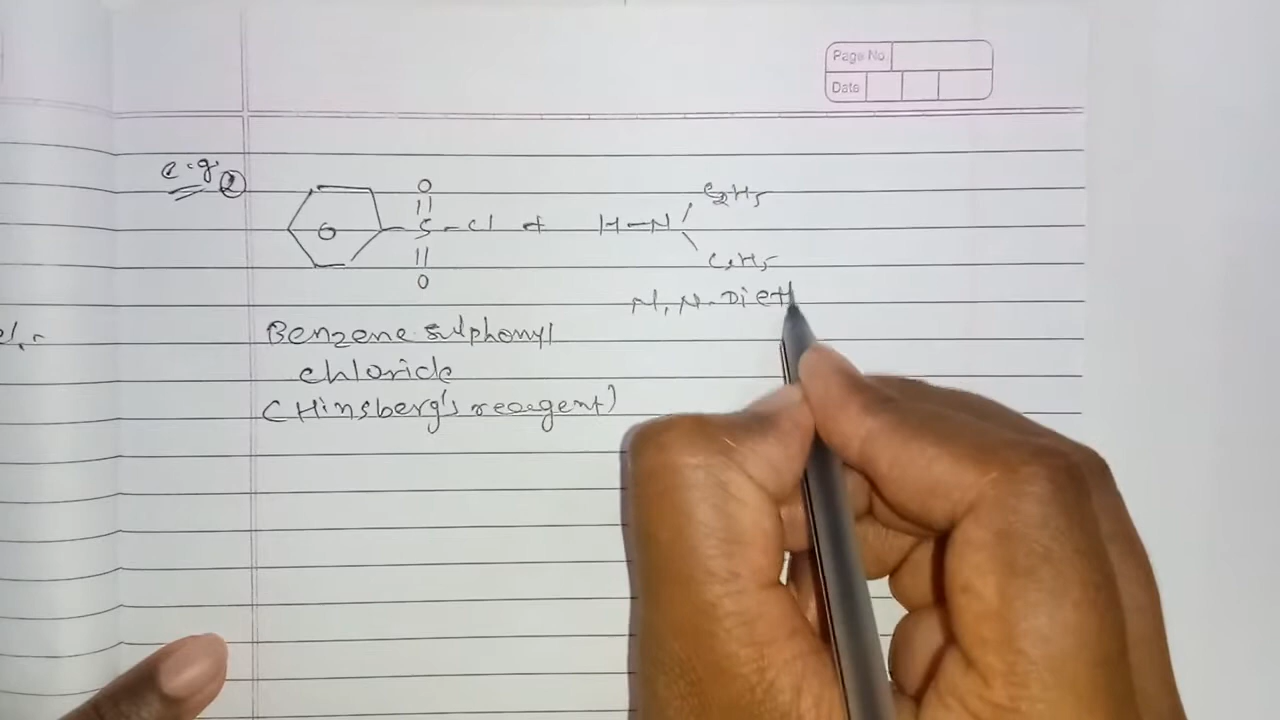 Page No
Date
e.g. 2
O
S - Cl + H - N C2H5
C2H5
O
N, N - Dieth
Benzene sulphonyl
chloride
(Hinsberg's reagent)